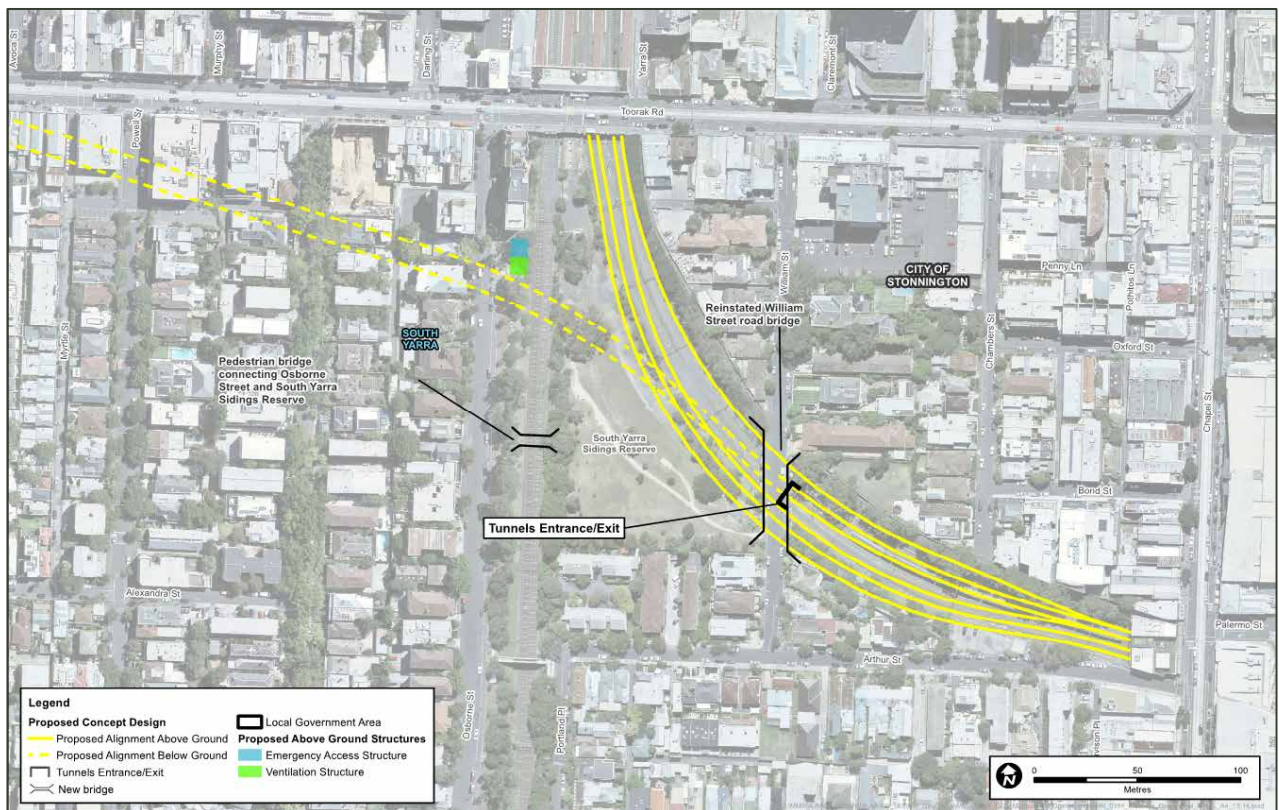 Avoca St
Murphy St
Darling St
Yarra St
Claremont St
Toorak Rd
Powell St
William St
CITY OF
STONNINGTON
Penny Ln
Pothitos Ln
Oxford St
Chambers St
Chapel St
Myrtle St
SOUTH
YARRA
Reinstated William
Street road bridge
Pedestrian bridge
connecting Osborne
Street and South Yarra
Sidings Reserve
South Yarra
Sidings Reserve
Bond St
Tunnels Entrance/Exit
Alexandra St
Palermo St
Arthur St
Osborne St
Portland Pl
Legend
Proposed Concept Design
Proposed Alignment Above Ground
Proposed Alignment Below Ground
Tunnels Entrance/Exit
New bridge
Local Government Area
Proposed Above Ground Structures
Emergency Access Structure
Ventilation Structure
N
0 50 100
Metres